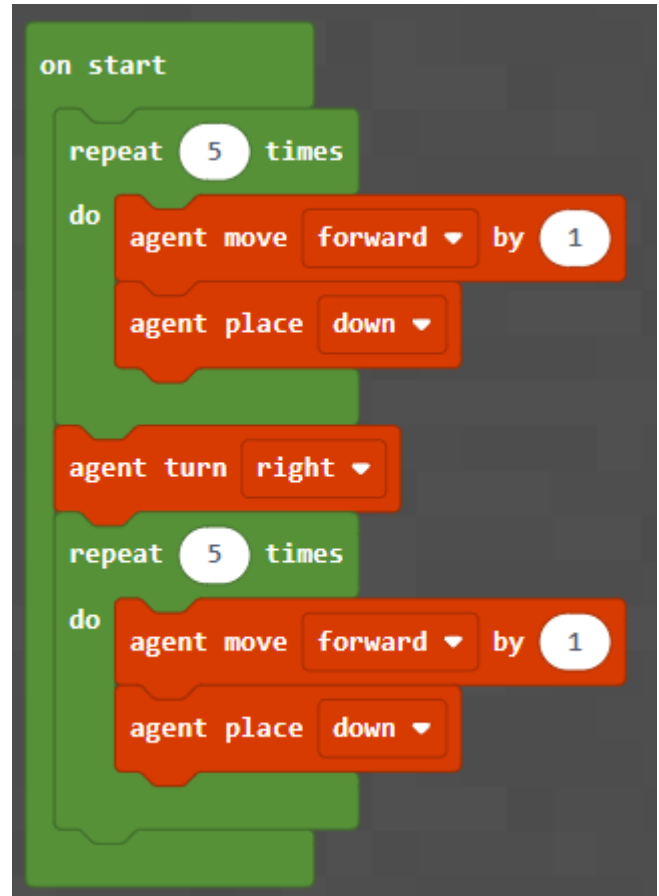 on start
repeat 5 times
do
agent move forward by 1
agent place down
agent turn right
repeat 5 times
do
agent move forward by 1
agent place down